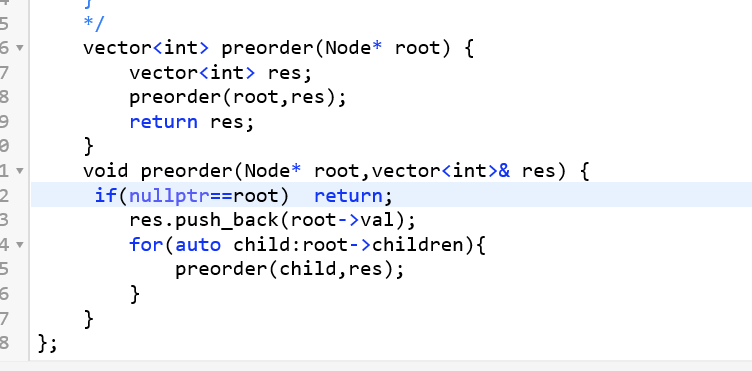 5 */
6 vector<int> preorder(Node* root) {
7 vector<int> res;
8 preorder(root,res);
9 return res;
0 }
1 void preorder(Node* root,vector<int>& res) {
2 if(nullptr==root)  return;
3 res.push_back(root->val);
4 for(auto child:root->children){
5 preorder(child,res);
6 }
7 }
8 };